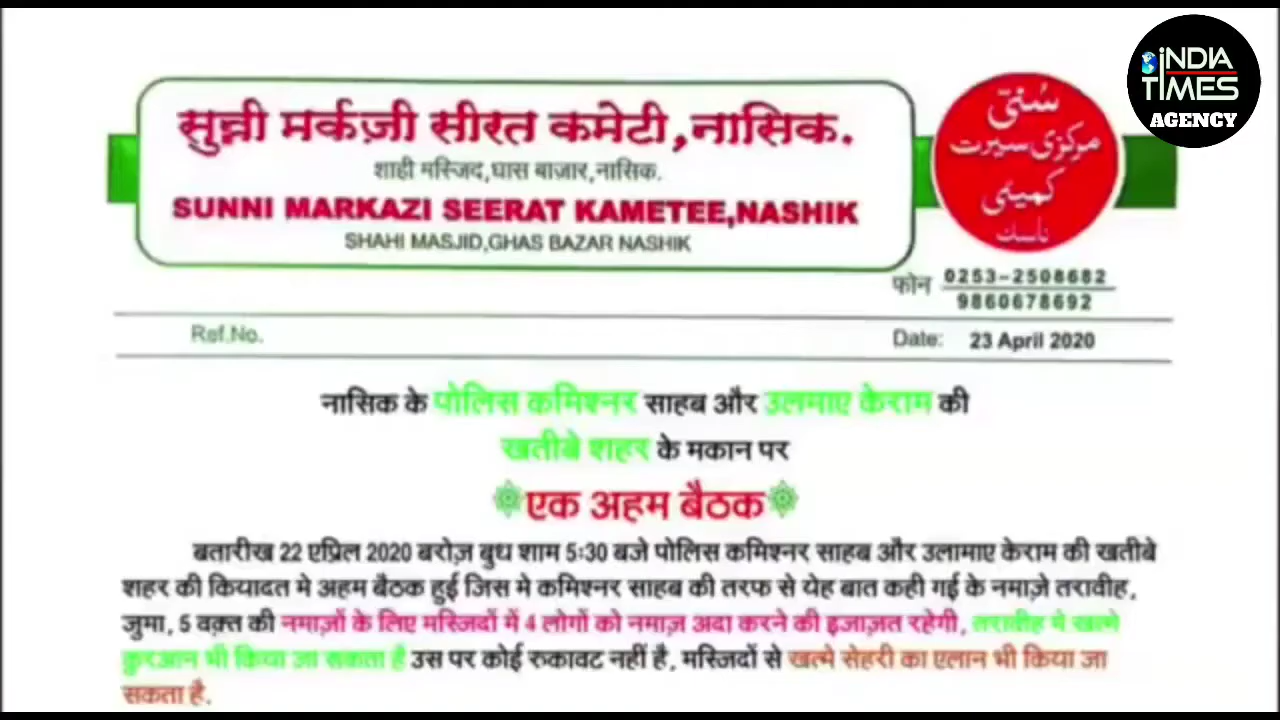 INDIA
TIMES
AGENCY
सुन्नी मर्कज़ी सीरत कमेटी,नासिक.
शाही मस्जिद,घास बाजार,नासिक.
SUNNI MARKAZI SEERAT KAMETEE,NASHIK
SHAHI MASJID,GHAS BAZAR NASHIK
سُنّی
مرکزی سیرت
کمیٹی
ناسک
फोन 0253-2508682
9860678692
Ref.No.
Date: 23 April 2020
नासिक के पोलिस कमिश्नर साहब और उलमाए केराम की
खतीबे शहर के मकान पर
एक अहम बैठक
बतारीख 22 एप्रिल 2020 बरोज़ बुध शाम 5:30 बजे पोलिस कमिश्नर साहब और उलामाए केराम की खतीबे
शहर की कियादत मे अहम बैठक हुई जिस मे कमिश्नर साहब की तरफ से येह बात कही गई के नमाज़े तरावीह,
जुमा, 5 वक़्त की नमाज़ों के लिए मस्जिदों में 4 लोगों को नमाज़ अदा करने की इजाज़त रहेगी, तरावीह मे खत्मे
कुरआन भी किया जा सकता है उस पर कोई रुकावट नहीं है, मस्जिदों से खत्मे सेहरी का एलान भी किया जा
सकता है.